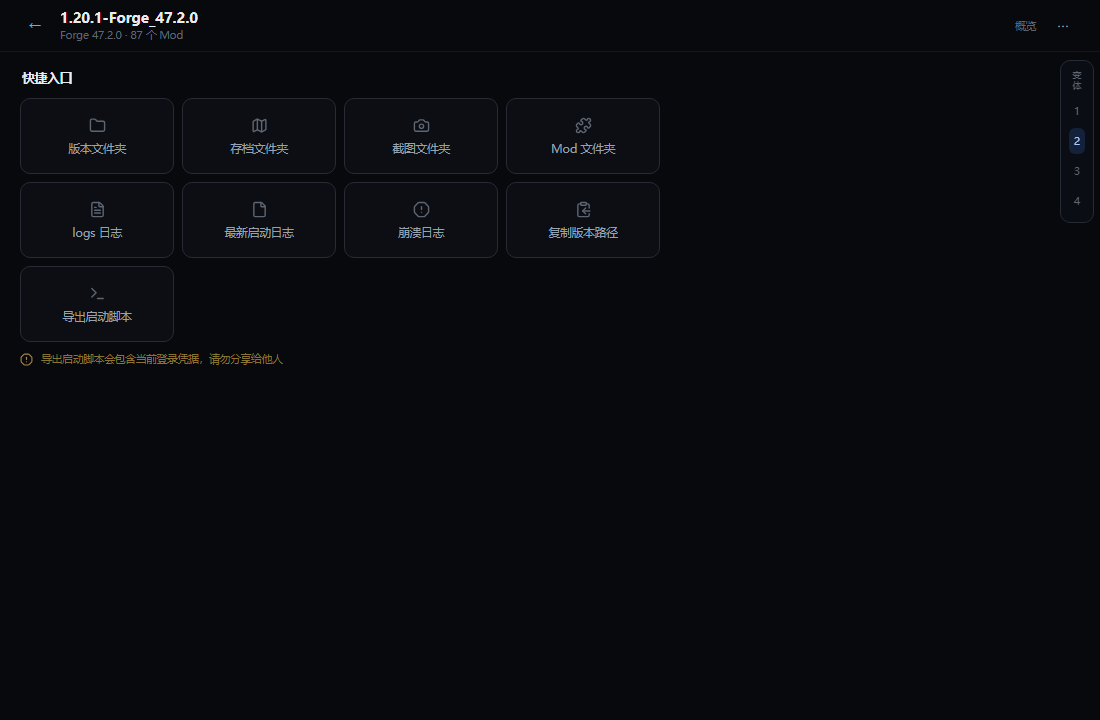 ←
1.20.1-Forge_47.2.0
Forge 47.2.0 · 87 个 Mod
概览
...
快捷入口
版本文件夹
存档文件夹
截图文件夹
Mod 文件夹
logs 日志
最新启动日志
崩溃日志
复制版本路径
导出启动脚本
导出启动脚本会包含当前登录凭据，请勿分享给他人
变
体
1
2
3
4